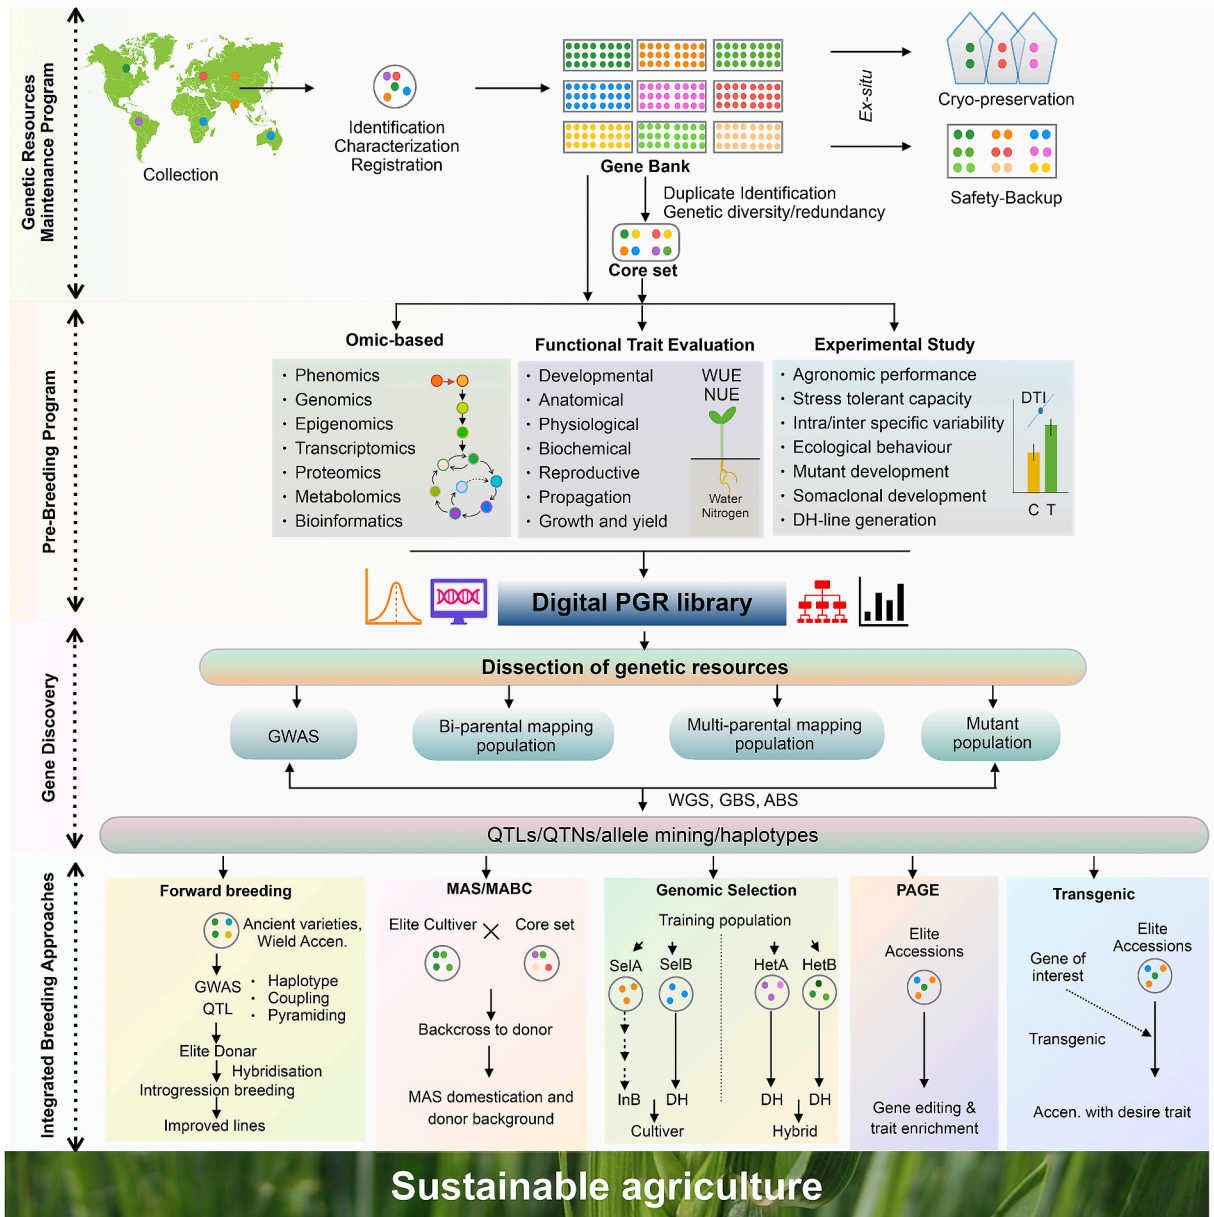 Genetic Resources
Maintenance Program
Collection
Identification
Characterization
Registration
Gene Bank
Ex-situ
Cryo-preservation
Safety-Backup
Duplicate Identification
Genetic diversity/redundancy
Core set
Pre-Breeding Program
Omic-based
• Phenomics
• Genomics
• Epigenomics
• Transcriptomics
• Proteomics
• Metabolomics
• Bioinformatics
Functional Trait Evaluation
• Developmental
• Anatomical
• Physiological
• Biochemical
• Reproductive
• Propagation
• Growth and yield
WUE
NUE
Water
Nitrogen
Experimental Study
• Agronomic performance
• Stress tolerant capacity
• Intra/inter specific variability
• Ecological behaviour
• Mutant development
• Somaclonal development
• DH-line generation
DTI
C T
Digital PGR library
Gene Discovery
Dissection of genetic resources
GWAS
Bi-parental mapping
population
Multi-parental mapping
population
Mutant
population
WGS, GBS, ABS
QTLs/QTNs/allele mining/haplotypes
Integrated Breeding Approaches
Forward breeding
Ancient varieties,
Wield Accen.
GWAS
QTL
• Haplotype
• Coupling
• Pyramiding
Elite Donar
Hybridisation
Introgression breeding
Improved lines
MAS/MABC
Elite Cultiver
Core set
Backcross to donor
MAS domestication and
donor background
Genomic Selection
Training population
SelA
SelB
HetA
HetB
InB
DH
DH
DH
Cultiver
Hybrid
PAGE
Elite
Accessions
Gene editing &
trait enrichment
Transgenic
Elite
Accessions
Gene of
interest
Transgenic
Accen. with desire trait
Sustainable agriculture